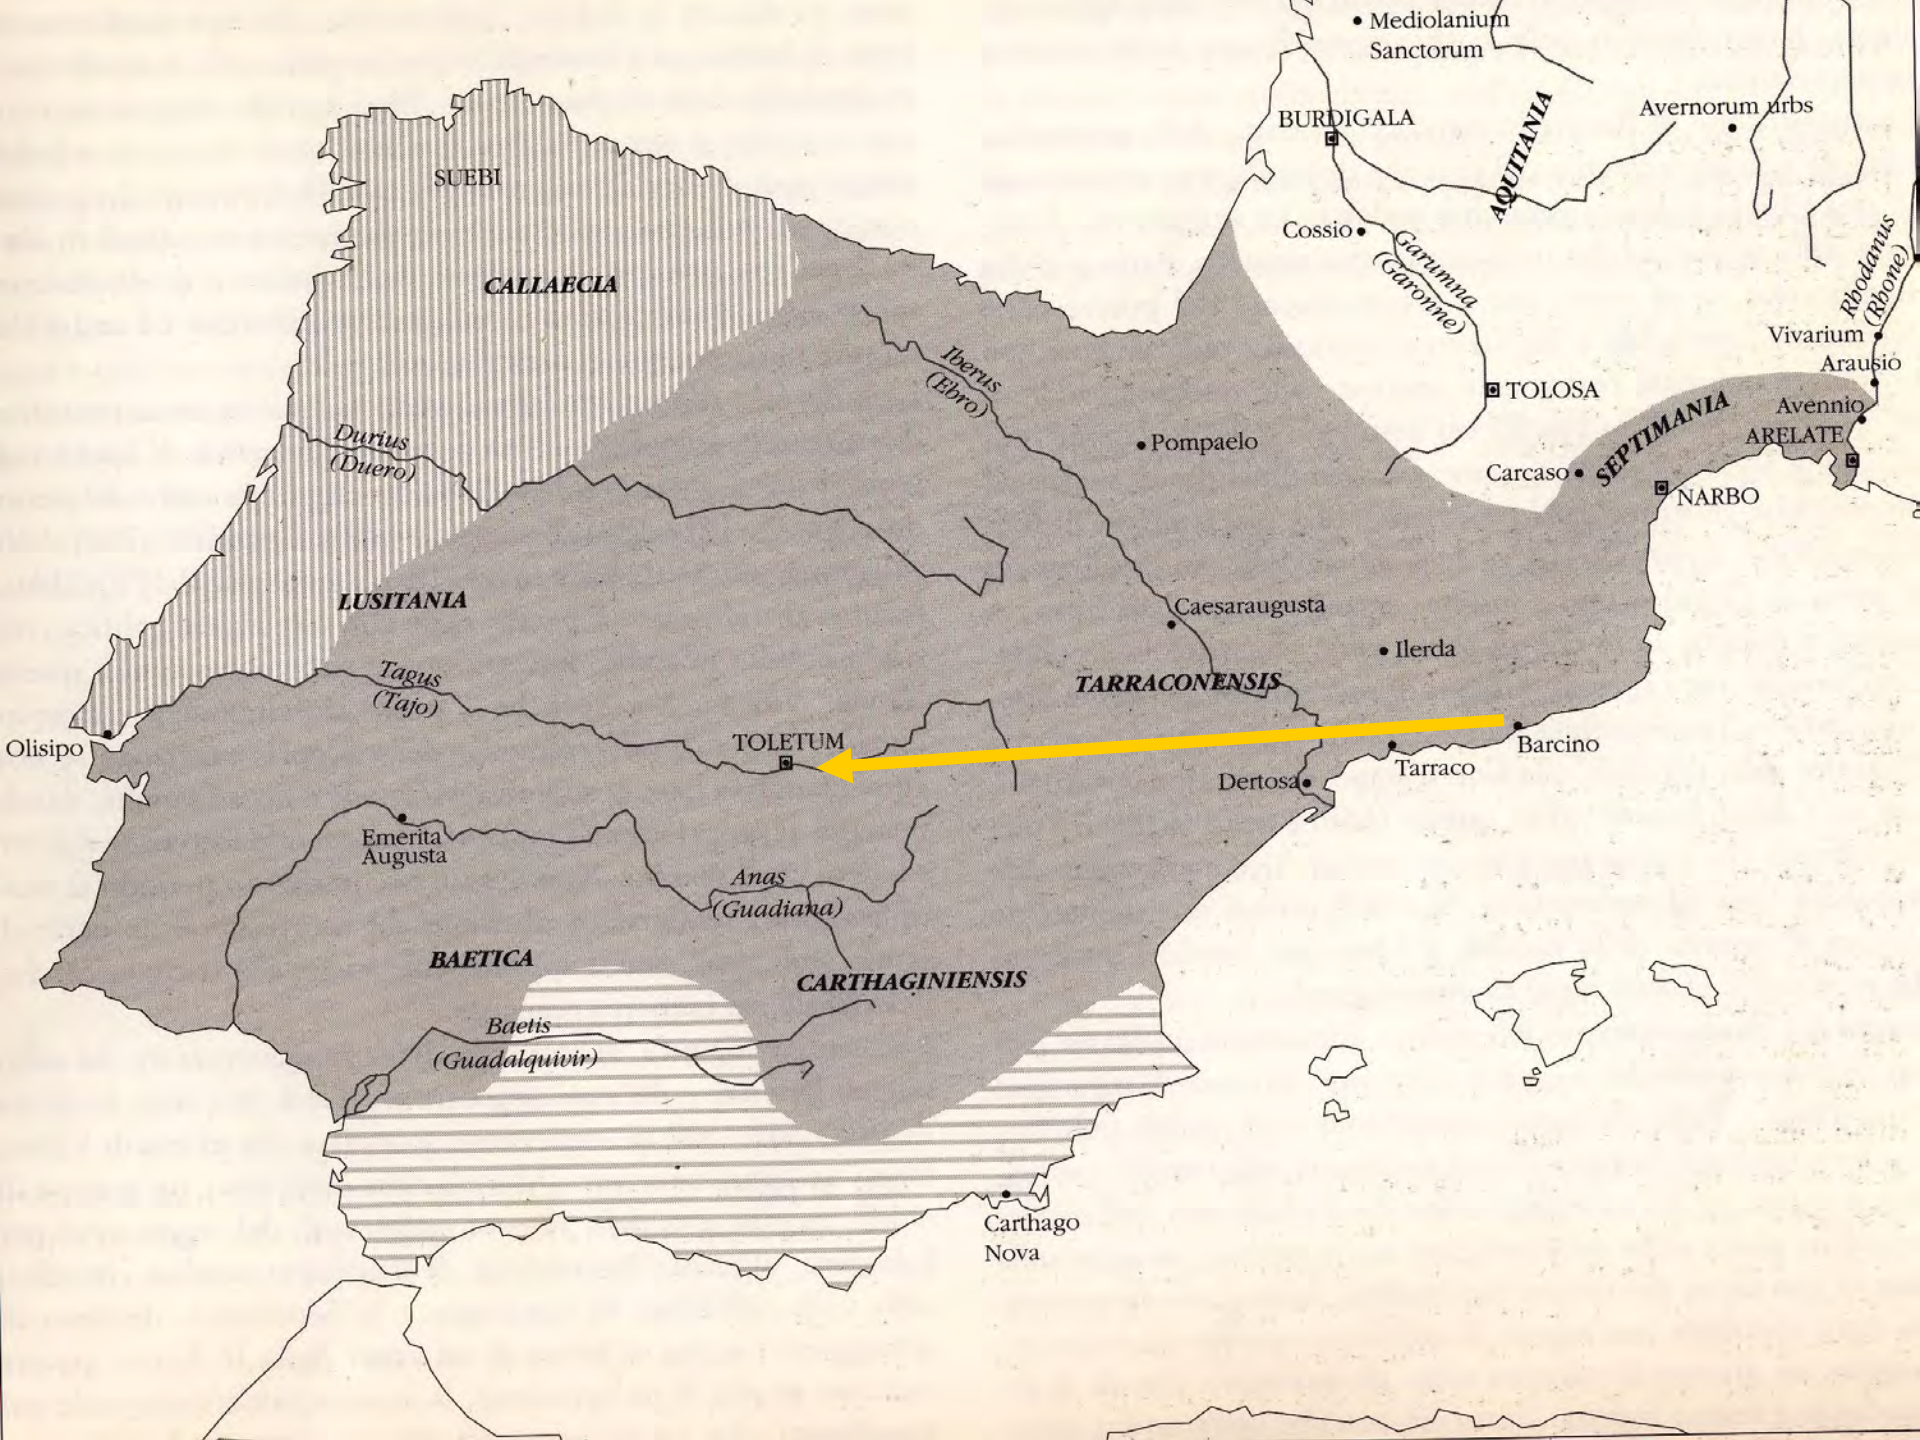 Mediolanium
Sanctorum
BURDIGALA
AQUITANIA
Avernorum urbs
SUEBI
Cossio
Garumna
(Garonne)
Rhodanus
(Rhone)
CALLAECIA
Vivarium
Arausio
Iberus
(Ebro)
TOLOSA
SEPTIMANIA
Avennio
ARELATE
Durius
(Duero)
Pompaelo
Carcaso
NARBO
LUSITANIA
Caesaraugusta
Ilerda
Tagus
(Tajo)
TARRACONENSIS
Olisipo
TOLETUM
Barcino
Tarraco
Dertosa
Emerita
Augusta
Anas
(Guadiana)
BAETICA
CARTHAGINIENSIS
Baetis
(Guadalquivir)
Carthago
Nova